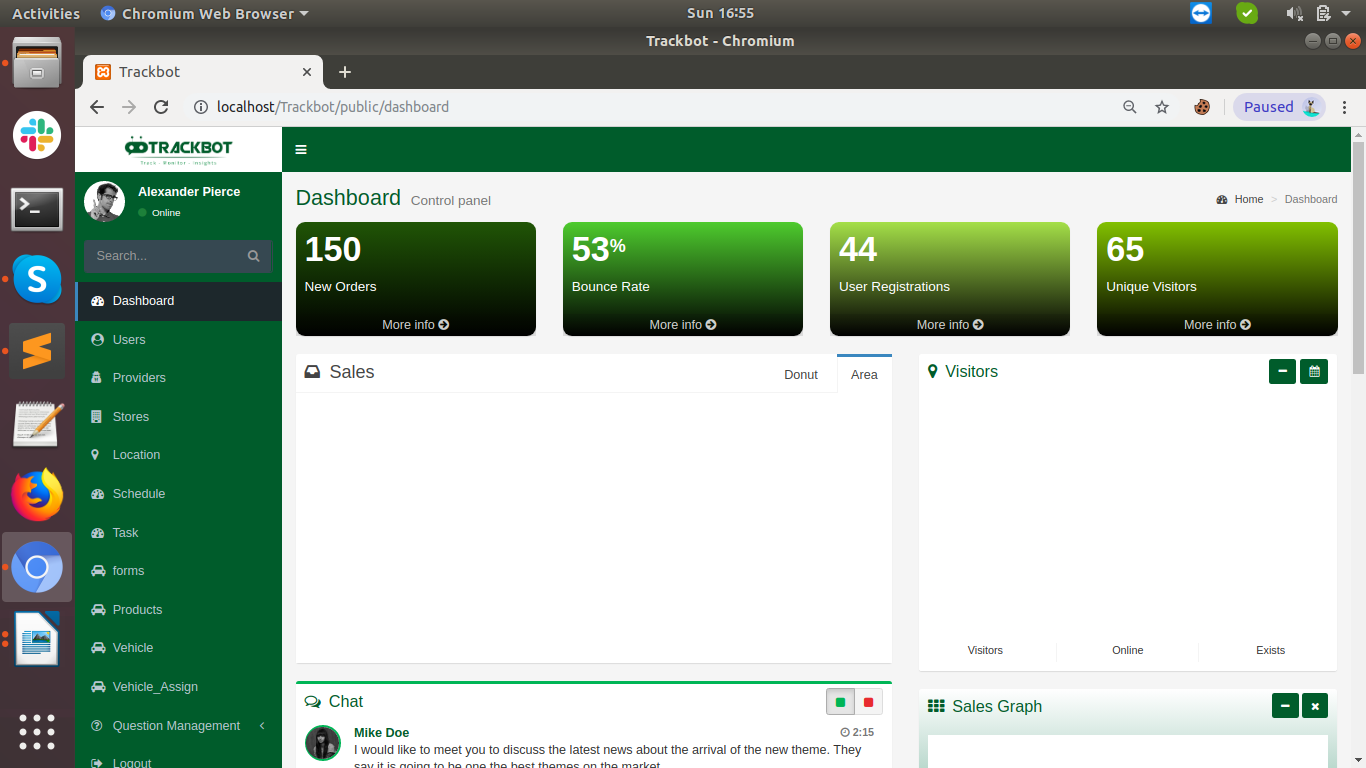 Activities
Chromium Web Browser
Sun 16:55
Trackbot - Chromium
Trackbot
localhost/Trackbot/public/dashboard
Paused
TRACKBOT
Track - Monitor - Insights
Alexander Pierce
Online
Search...
Dashboard
Users
Providers
Stores
Location
Schedule
Task
forms
Products
Vehicle
Vehicle_Assign
Question Management
Logout
Dashboard Control panel
Home > Dashboard
150
New Orders
More info
53%
Bounce Rate
More info
44
User Registrations
More info
65
Unique Visitors
More info
Sales
Donut
Area
Visitors
Visitors
Online
Exists
Chat
Mike Doe
2:15
I would like to meet you to discuss the latest news about the arrival of the new theme. They
say it is going to be one the best themes on the market
Sales Graph